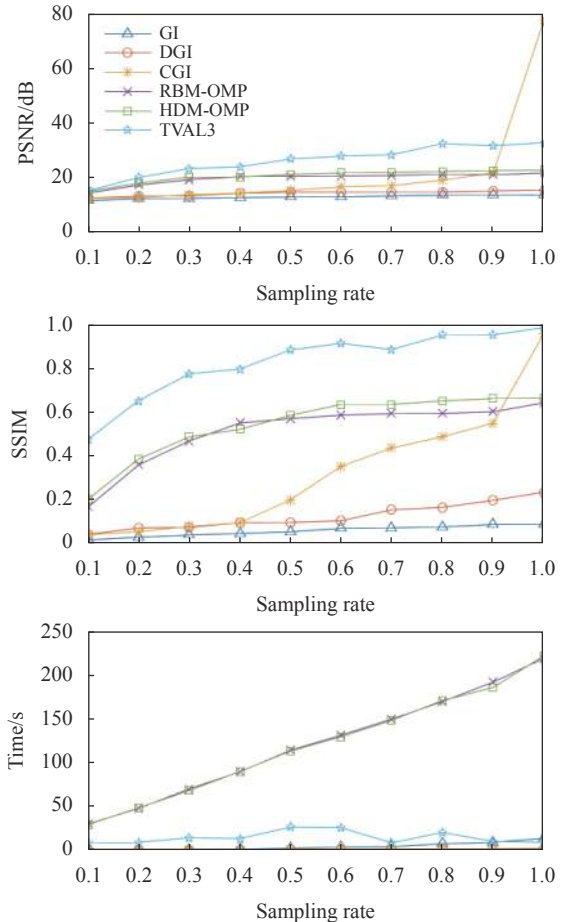 80
60
40
20
0
PSNR/dB
GI
DGI
CGI
RBM-OMP
HDM-OMP
TVAL3
0.1 0.2 0.3 0.4 0.5 0.6 0.7 0.8 0.9 1.0
Sampling rate
1.0
0.8
0.6
0.4
0.2
0
SSIM
0.1 0.2 0.3 0.4 0.5 0.6 0.7 0.8 0.9 1.0
Sampling rate
250
200
150
100
50
0
Time/s
0.1 0.2 0.3 0.4 0.5 0.6 0.7 0.8 0.9 1.0
Sampling rate